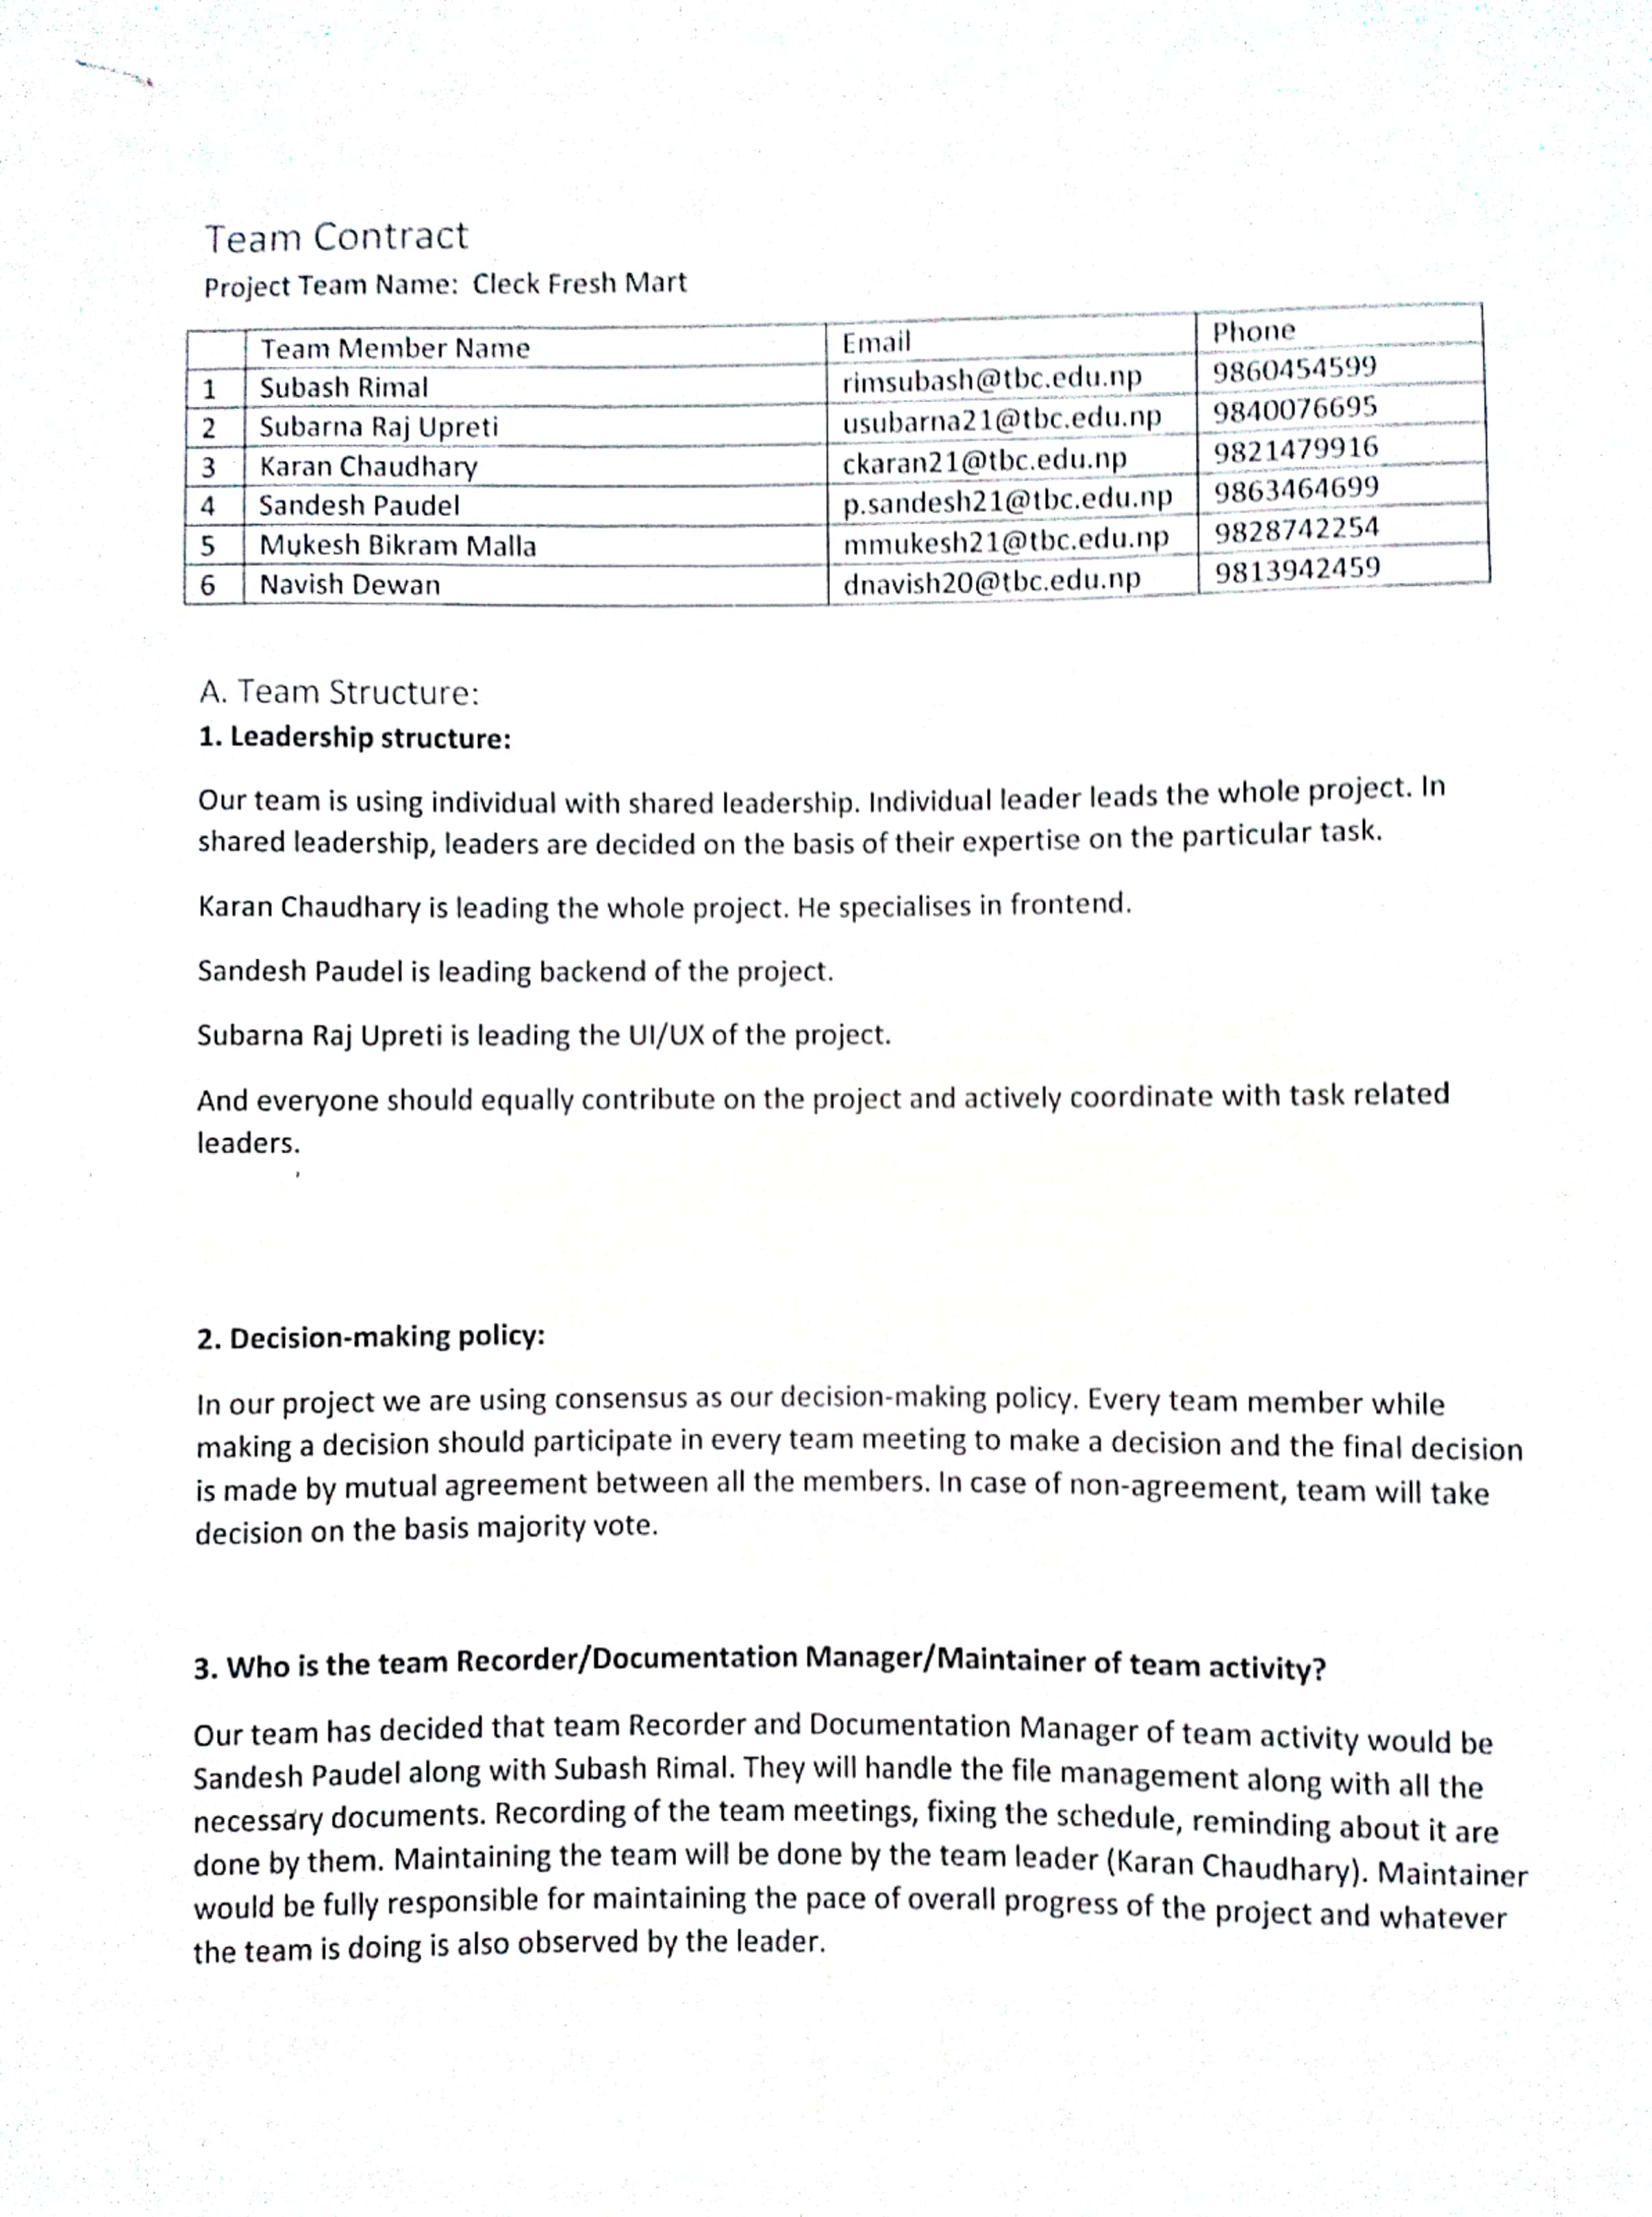 Team Contract
Project Team Name: Cleck Fresh Mart
Team Member Name Email Phone
1 Subash Rimal rimsubash@tbc.edu.np 9860454599
2 Subarna Raj Upreti usubarna21@tbc.edu.np 9840076695
3 Karan Chaudhary ckaran21@tbc.edu.np 9821479916
4 Sandesh Paudel p.sandesh21@tbc.edu.np 9863464699
5 Mukesh Bikram Malla mmukesh21@tbc.edu.np 9828742254
6 Navish Dewan dnavish20@tbc.edu.np 9813942459
A. Team Structure:
1. Leadership structure:
Our team is using individual with shared leadership. Individual leader leads the whole project. In
shared leadership, leaders are decided on the basis of their expertise on the particular task.
Karan Chaudhary is leading the whole project. He specialises in frontend.
Sandesh Paudel is leading backend of the project.
Subarna Raj Upreti is leading the UI/UX of the project.
And everyone should equally contribute on the project and actively coordinate with task related
leaders.
2. Decision-making policy:
In our project we are using consensus as our decision-making policy. Every team member while
making a decision should participate in every team meeting to make a decision and the final decision
is made by mutual agreement between all the members. In case of non-agreement, team will take
decision on the basis majority vote.
3. Who is the team Recorder/Documentation Manager/Maintainer of team activity?
Our team has decided that team Recorder and Documentation Manager of team activity would be
Sandesh Paudel along with Subash Rimal. They will handle the file management along with all the
necessary documents. Recording of the team meetings, fixing the schedule, reminding about it are
done by them. Maintaining the team will be done by the team leader (Karan Chaudhary). Maintainer
would be fully responsible for maintaining the pace of overall progress of the project and whatever
the team is doing is also observed by the leader.